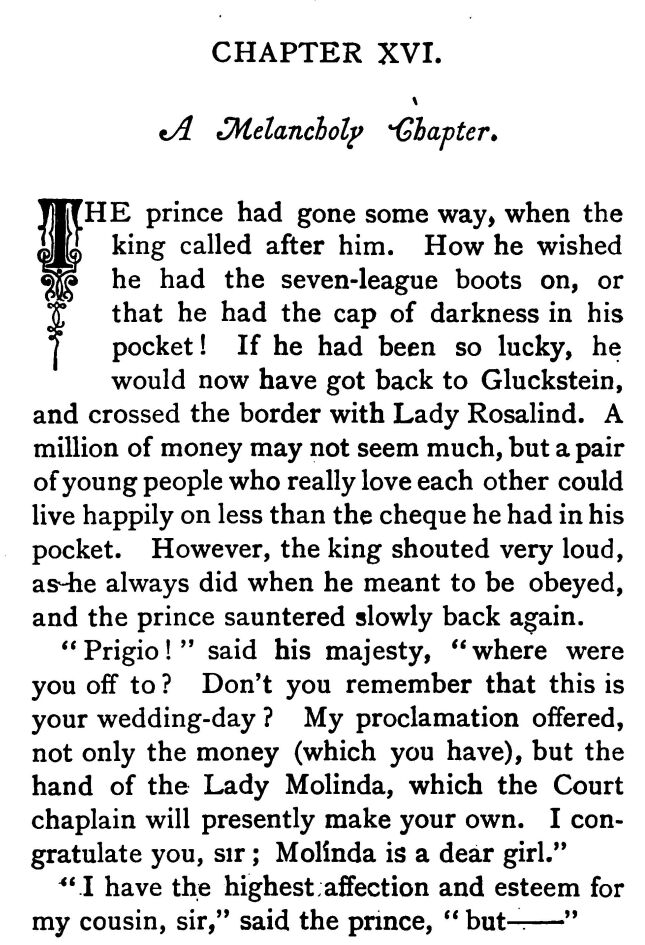 CHAPTER XVI.
A Melancholy Chapter.
THE prince had gone some way, when the
king called after him. How he wished
he had the seven-league boots on, or
that he had the cap of darkness in his
pocket! If he had been so lucky, he
would now have got back to Gluckstein,
and crossed the border with Lady Rosalind. A
million of money may not seem much, but a pair
of young people who really love each other could
live happily on less than the cheque he had in his
pocket. However, the king shouted very loud,
as he always did when he meant to be obeyed,
and the prince sauntered slowly back again.
"Prigio!" said his majesty, "where were
you off to? Don't you remember that this is
your wedding-day? My proclamation offered,
not only the money (which you have), but the
hand of the Lady Molinda, which the Court
chaplain will presently make your own. I con-
gratulate you, sir; Molinda is a dear girl."
"I have the highest affection and esteem for
my cousin, sir," said the prince, "but——"